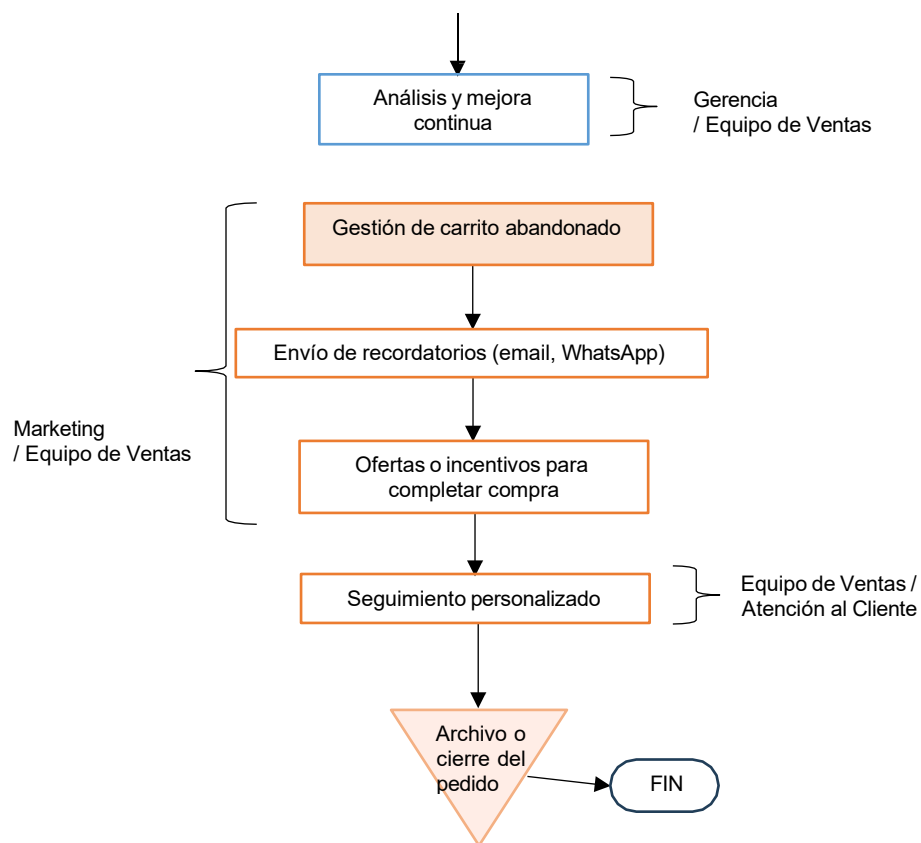 Análisis y mejora
continua
Gerencia
/ Equipo de Ventas
Gestión de carrito abandonado
Envío de recordatorios (email, WhatsApp)
Marketing
/ Equipo de Ventas
Ofertas o incentivos para
completar compra
Seguimiento personalizado
Equipo de Ventas /
Atención al Cliente
Archivo o
cierre del
pedido
FIN